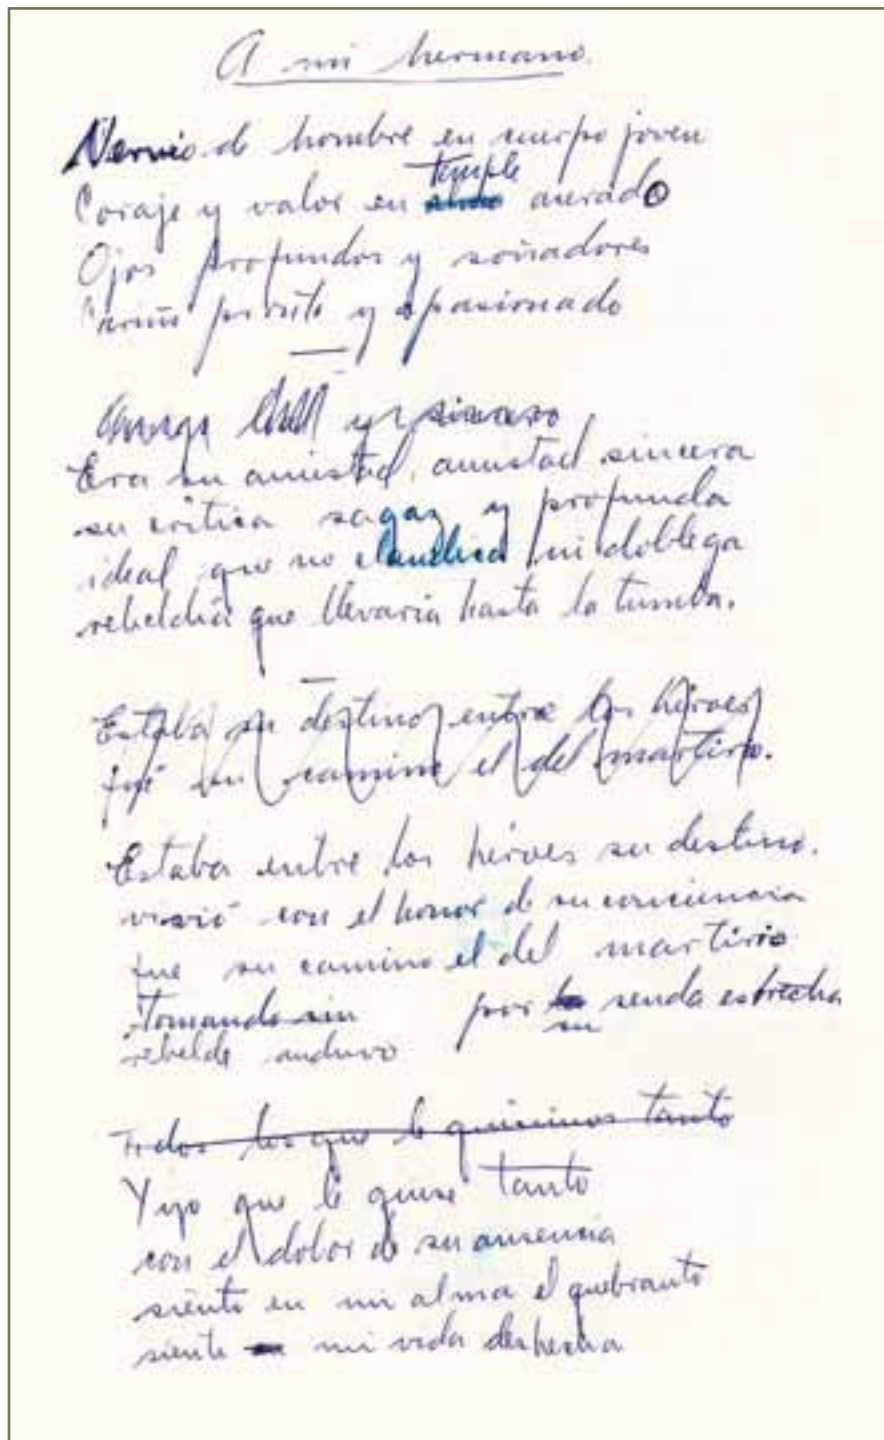 A mi hermano.
Nervio de hombre en cuerpo joven
temple
Coraje y valor en acerado
Ojos profundos y soñadores
Cariño presto y apasionado
y sincero
Era su amistad, amistad sincera
su crítica sagaz y profunda
ideal que no claudica ni doblega
rebeldía que llevaria hasta la tumba.
Estaba su destino entre los héroes
fué su camino el del martirio.
Estaba entre los héroes su destino.
vivió con el honor de su conciencia
fue su camino el del martirio
Tomando sin por la senda estrecha
su
rebelde anduvo
Todos los que le quisimos tanto
Y yo que le quise tanto
con el dolor de su ausencia
siento en mi alma el quebranto
siento mi vida deshecha